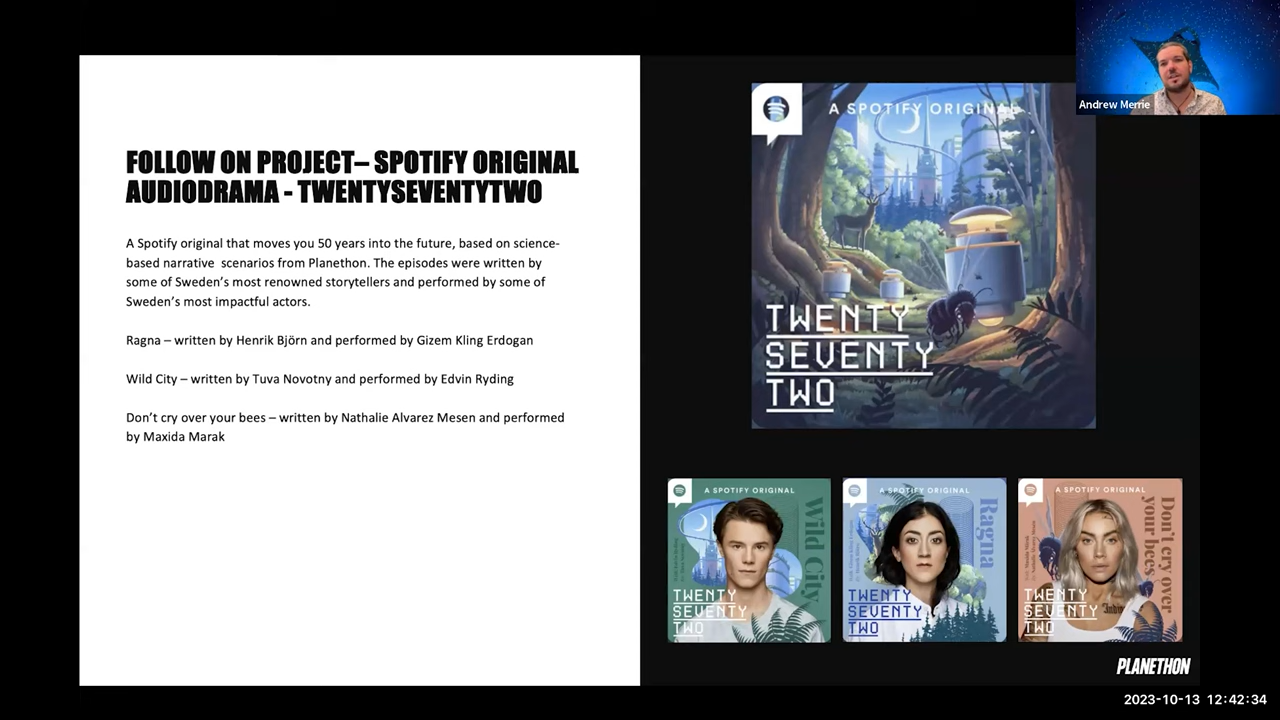 FOLLOW ON PROJECT– SPOTIFY ORIGINAL
AUDIODRAMA - TWENTYSEVENTYTWO
A Spotify original that moves you 50 years into the future, based on science-
based narrative scenarios from Planethon. The episodes were written by
some of Sweden's most renowned storytellers and performed by some of
Sweden's most impactful actors.
Ragna – written by Henrik Björn and performed by Gizem Kling Erdogan
Wild City – written by Tuva Novotny and performed by Edvin Ryding
Don't cry over your bees – written by Nathalie Alvarez Mesen and performed
by Maxida Marak
A SPOTIFY ORIGINAL
TWENTY
SEVENTY
TWO
Andrew Merrie
A SPOTIFY ORIGINAL
Wild City
TWENTY
SEVENTY
TWO
A SPOTIFY ORIGINAL
Ragna
TWENTY
SEVENTY
TWO
A SPOTIFY ORIGINAL
Don't cry over
your bees
TWENTY
SEVENTY
TWO
PLANETHON
2023-10-13 12:42:34